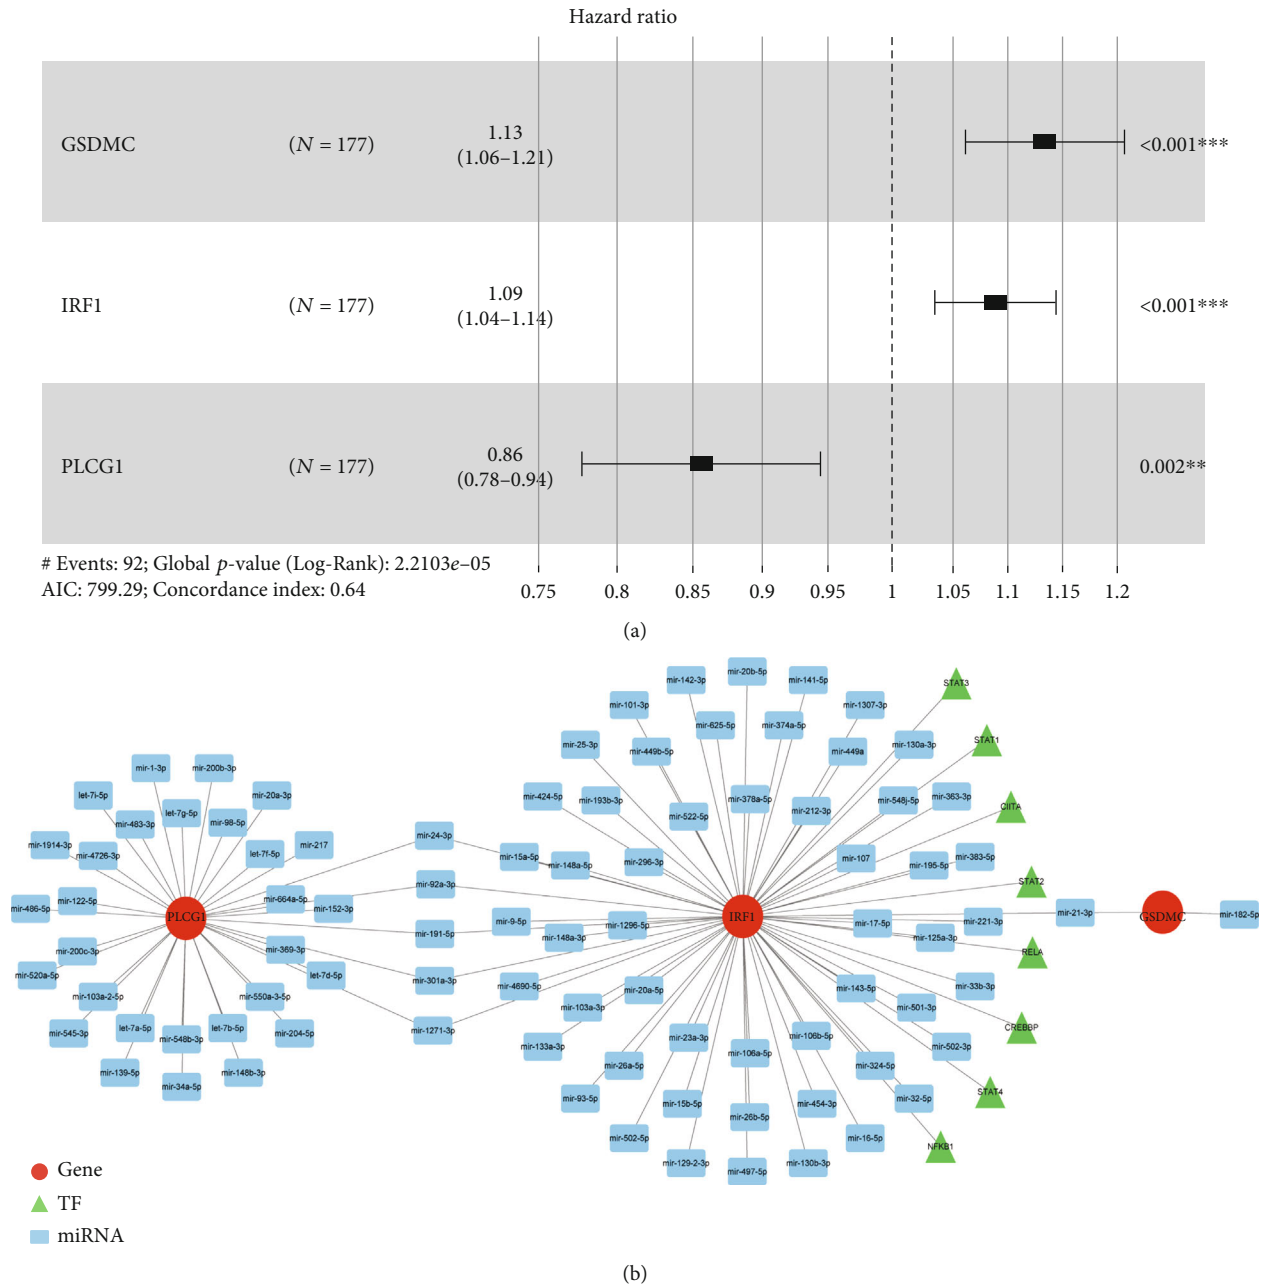 Hazard ratio
GSDMC (N = 177) 1.13 (1.06–1.21) <0.001***
IRF1 (N = 177) 1.09 (1.04–1.14) <0.001***
PLCG1 (N = 177) 0.86 (0.78–0.94) 0.002**
# Events: 92; Global p-value (Log-Rank): 2.2103e–05
AIC: 799.29; Concordance index: 0.64
0.75 0.8 0.85 0.9 0.95 1 1.05 1.1 1.15 1.2
(a)
mir-1-3p
mir-200b-3p
let-7i-5p
mir-20a-3p
let-7g-5p
mir-483-3p
mir-98-5p
mir-1914-3p
mir-4726-3p
let-7f-5p
mir-217
mir-486-5p
mir-122-5p
mir-664a-5p
mir-152-3p
PLCG1
mir-200c-3p
mir-369-3p
mir-520a-5p
let-7d-5p
mir-103a-2-5p
mir-550a-3-5p
mir-545-3p
let-7a-5p
mir-548b-3p
let-7b-5p
mir-204-5p
mir-139-5p
mir-34a-5p
mir-148b-3p
mir-24-3p
mir-92a-3p
mir-191-5p
mir-301a-3p
mir-1271-3p
mir-142-3p
mir-20b-5p
mir-141-5p
mir-101-3p
mir-625-5p
mir-374a-5p
mir-1307-3p
mir-25-3p
mir-449b-5p
mir-449a
mir-130a-3p
mir-424-5p
mir-193b-3p
mir-522-5p
mir-378a-5p
mir-212-3p
mir-548j-5p
mir-363-3p
mir-15a-5p
mir-148a-5p
mir-296-3p
mir-107
mir-195-5p
mir-383-5p
mir-9-5p
mir-148a-3p
mir-1296-5p
IRF1
mir-17-5p
mir-125a-3p
mir-221-3p
mir-21-3p
GSDMC
mir-182-5p
mir-4690-5p
mir-103a-3p
mir-20a-5p
mir-143-5p
mir-501-3p
mir-33b-3p
mir-133a-3p
mir-26a-5p
mir-23a-3p
mir-106a-5p
mir-106b-5p
mir-324-5p
mir-502-3p
mir-93-5p
mir-15b-5p
mir-26b-5p
mir-454-3p
mir-32-5p
mir-502-5p
mir-129-2-3p
mir-497-5p
mir-130b-3p
mir-16-5p
STAT3
STAT1
CIITA
STAT2
RELA
CREBBP
STAT4
NFKB1
Gene
TF
miRNA
(b)